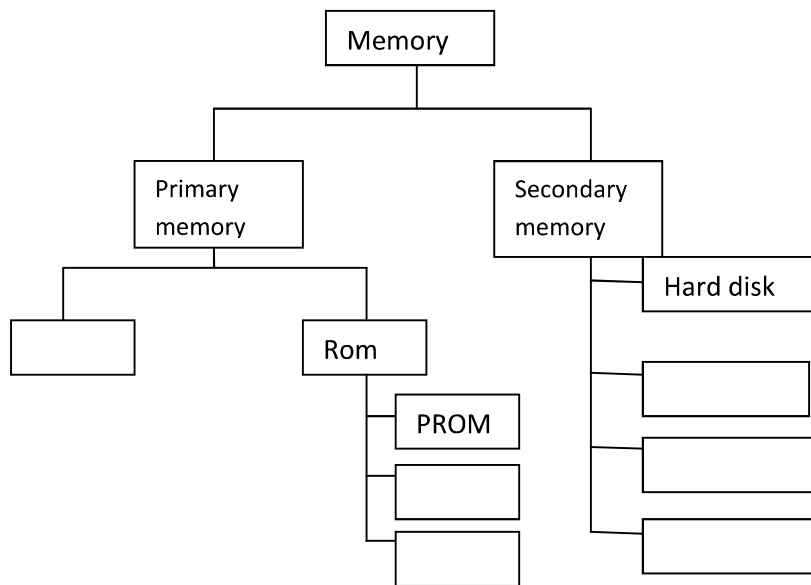 Memory
Primary
memory
Secondary
memory
Hard disk
Rom
PROM